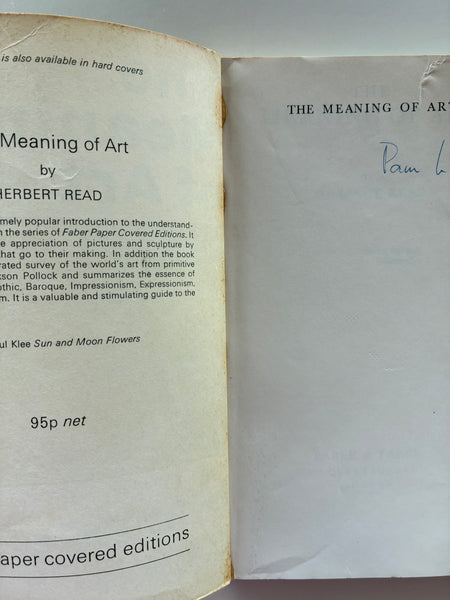 is also available in hard covers
Meaning of Art
by
HERBERT READ
mely popular introduction to the understand-
n the series of Faber Paper Covered Editions. It
e appreciation of pictures and sculpture by
hat go to their making. In addition the book
rated survey of the world's art from primitive
kson Pollock and summarizes the essence of
othic, Baroque, Impressionism, Expressionism,
m. It is a valuable and stimulating guide to the
ul Klee Sun and Moon Flowers
95p net
aper covered editions
THE MEANING OF ART
Pam